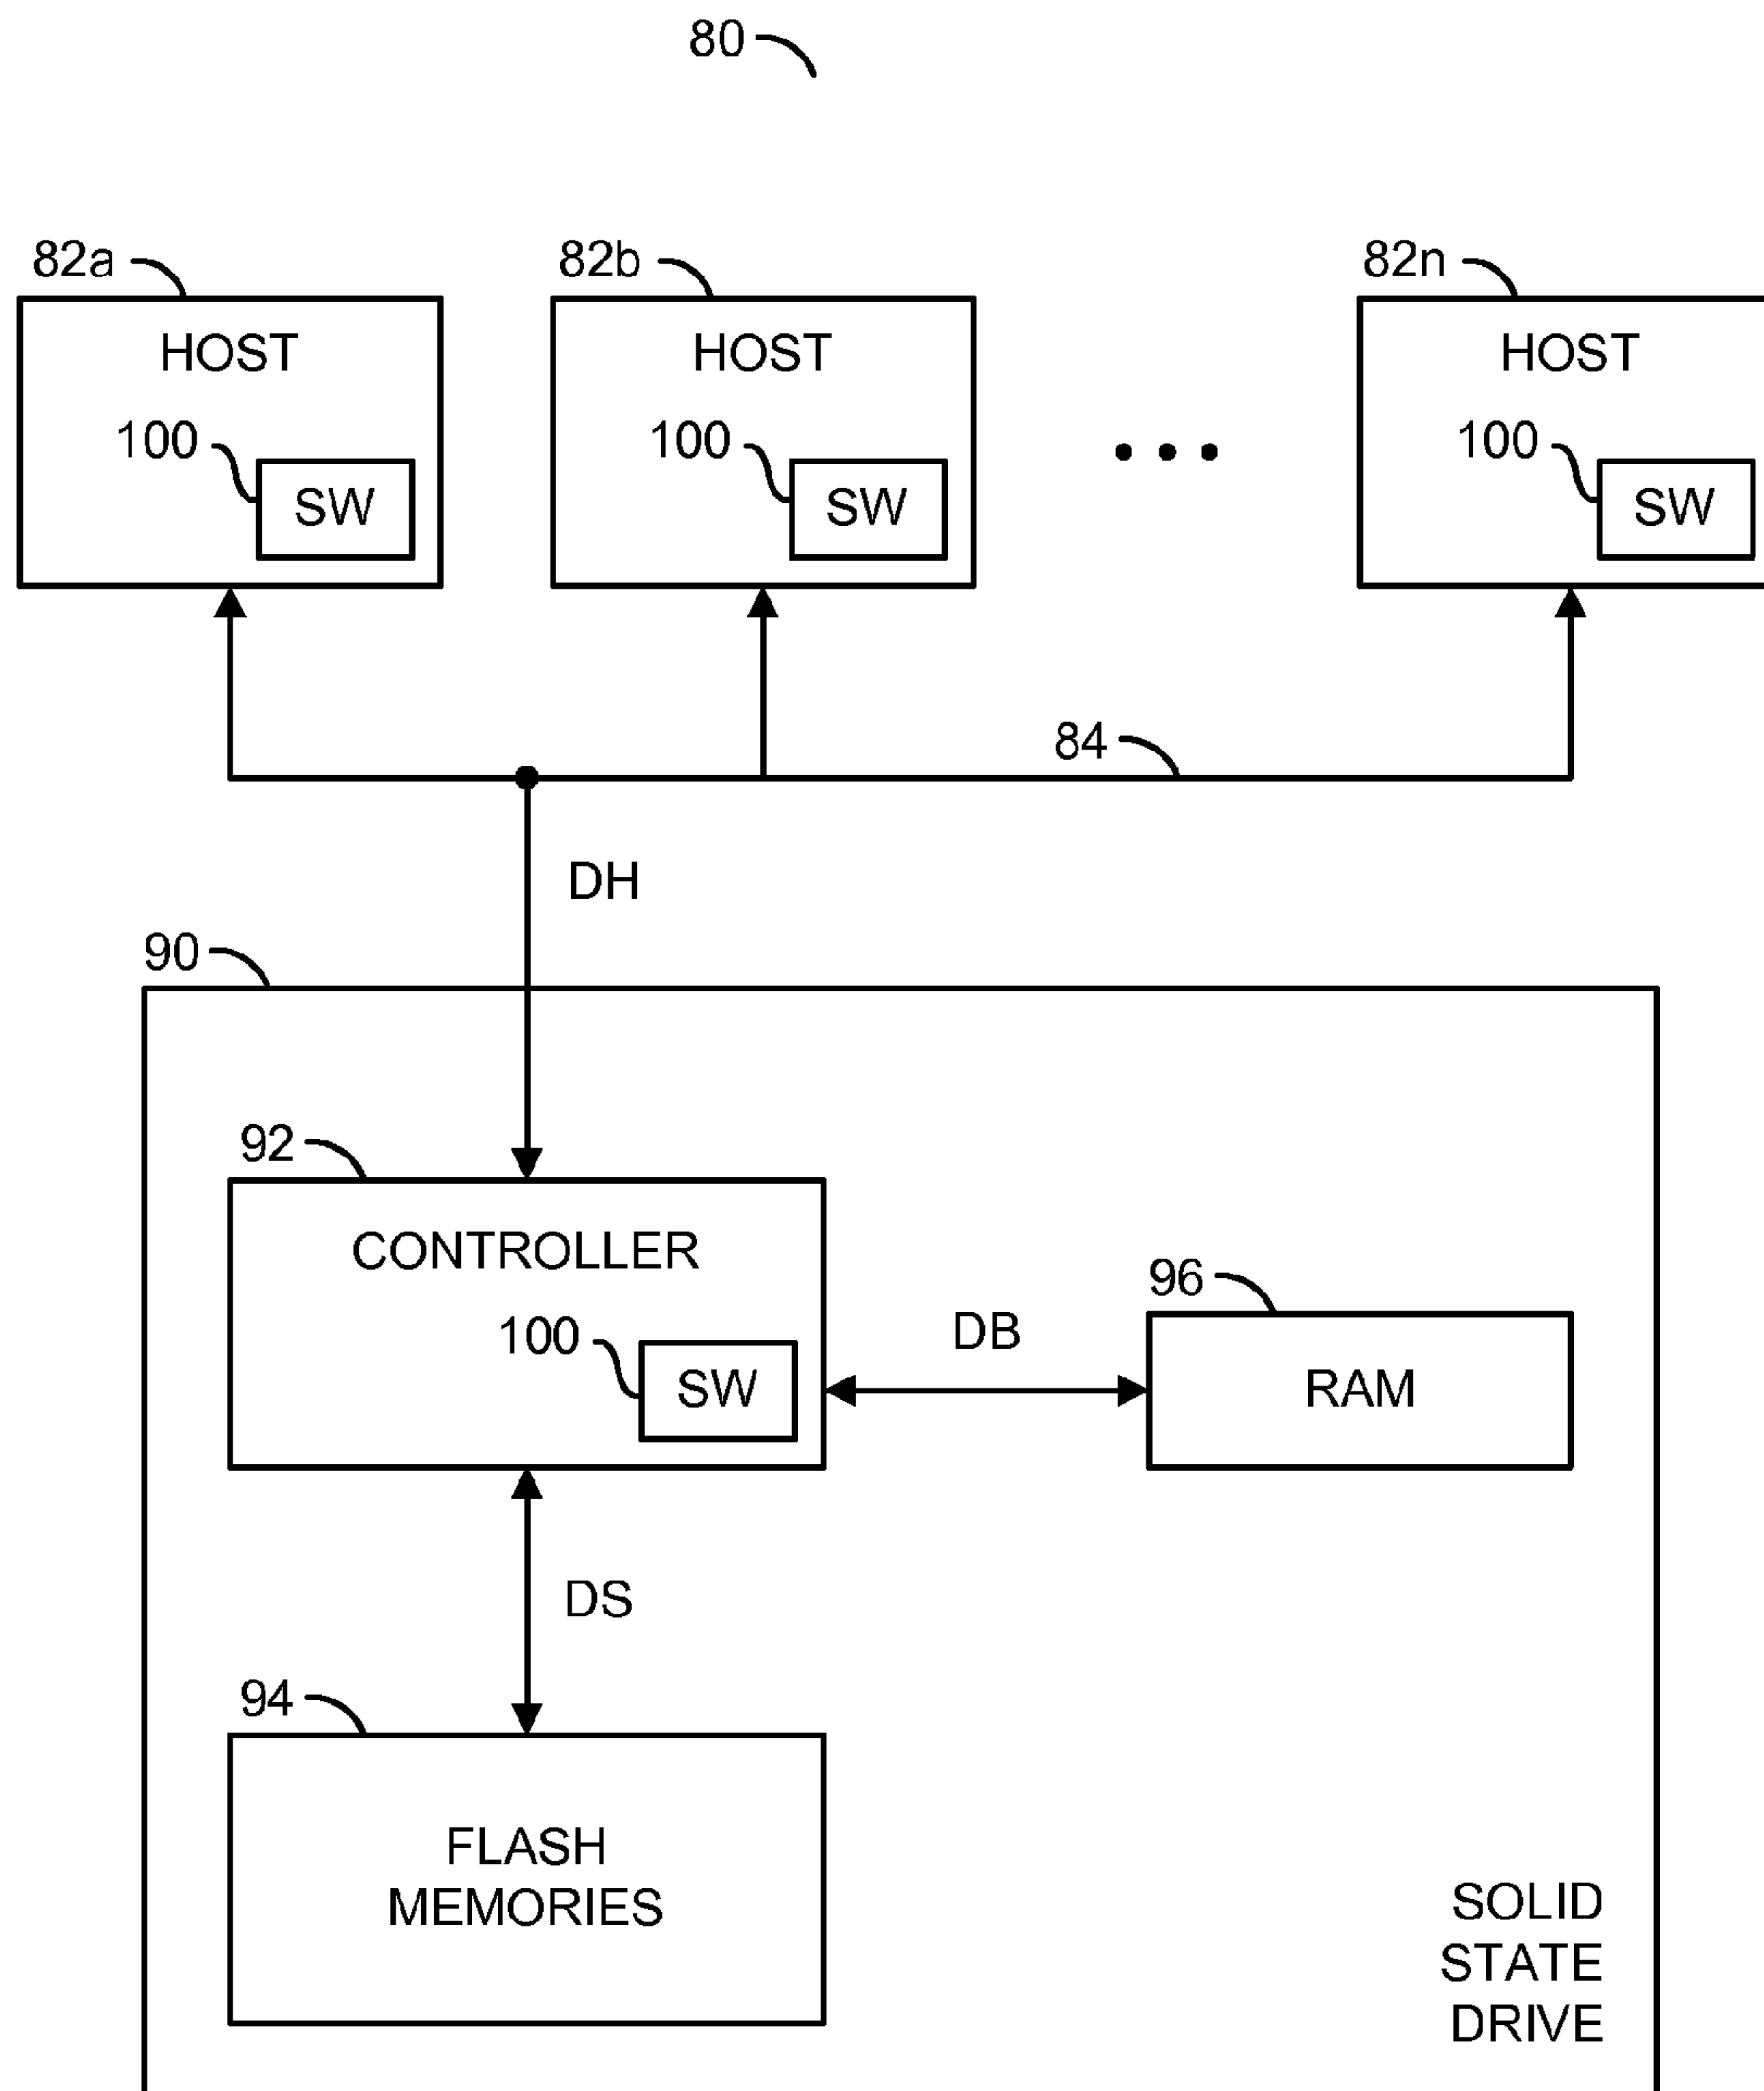 80
82a
82b
82n
HOST
HOST
HOST
100
100
100
SW
SW
SW
84
DH
90
92
CONTROLLER
96
DB
100
SW
RAM
DS
94
FLASH
MEMORIES
SOLID
STATE
DRIVE